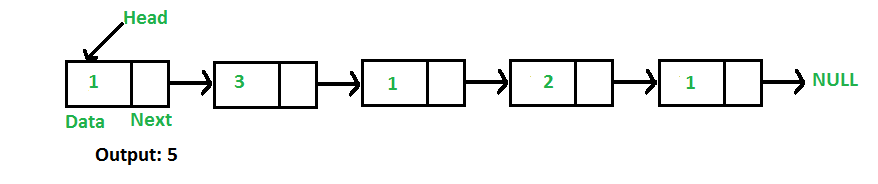 Head
1 3 1 2 1 NULL
Data Next
Output: 5